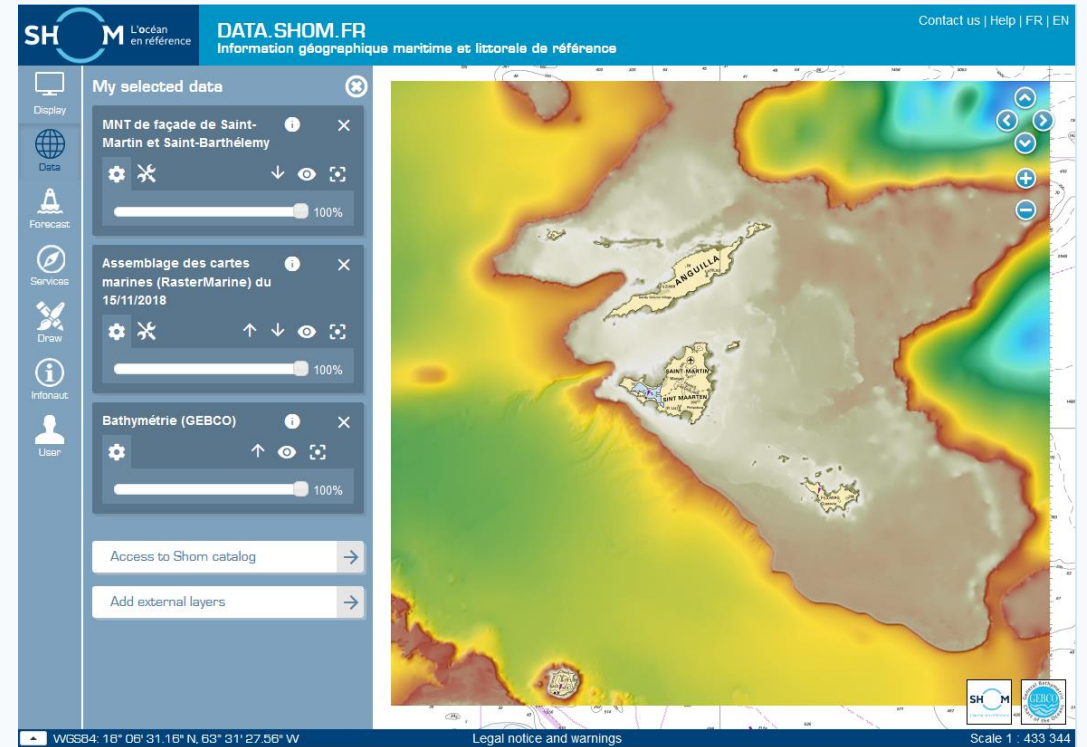 SHOM
L'océan
en référence
DATA.SHOM.FR
Information géographique maritime et littorale de référence
Contact us | Help | FR | EN
Display
Data
Forecast
Services
Draw
Infonaut
User
My selected data
MNT de façade de Saint-
Martin et Saint-Barthélemy
100%
Assemblage des cartes
marines (RasterMarine) du
15/11/2018
100%
Bathymétrie (GEBCO)
100%
Access to Shom catalog
Add external layers
ANGUILLA
SAINT-MARTIN
SINT MAARTEN
SHOM
GEBCO
WGS84: 18° 06' 31.16" N, 63° 31' 27.56" W
Legal notice and warnings
Scale 1 : 433 344